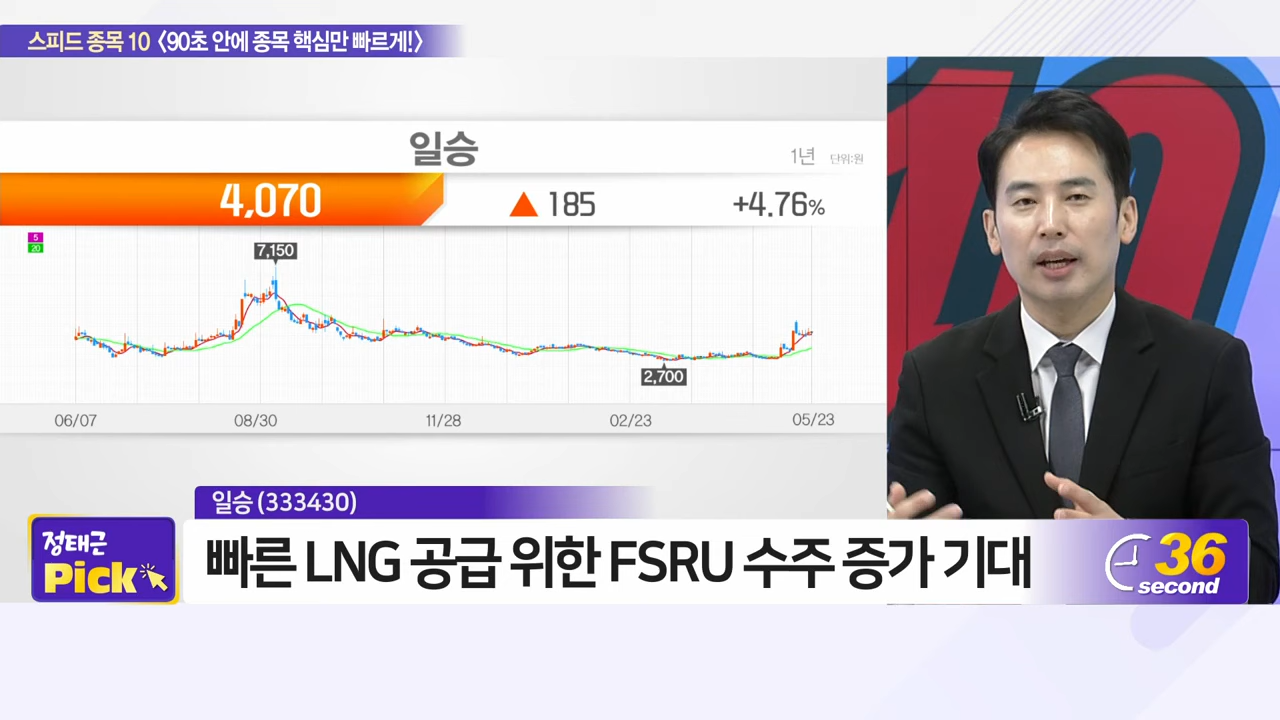 스피드 종목 10 〈90초 안에 종목 핵심만 빠르게!〉
일승
1년 단위:원
4,070 ▲ 185 +4.76%
5
20
7,150
2,700
06/07 08/30 11/28 02/23 05/23
일승 (333430)
정태근
Pick
빠른 LNG 공급 위한 FSRU 수주 증가 기대
36
second
10